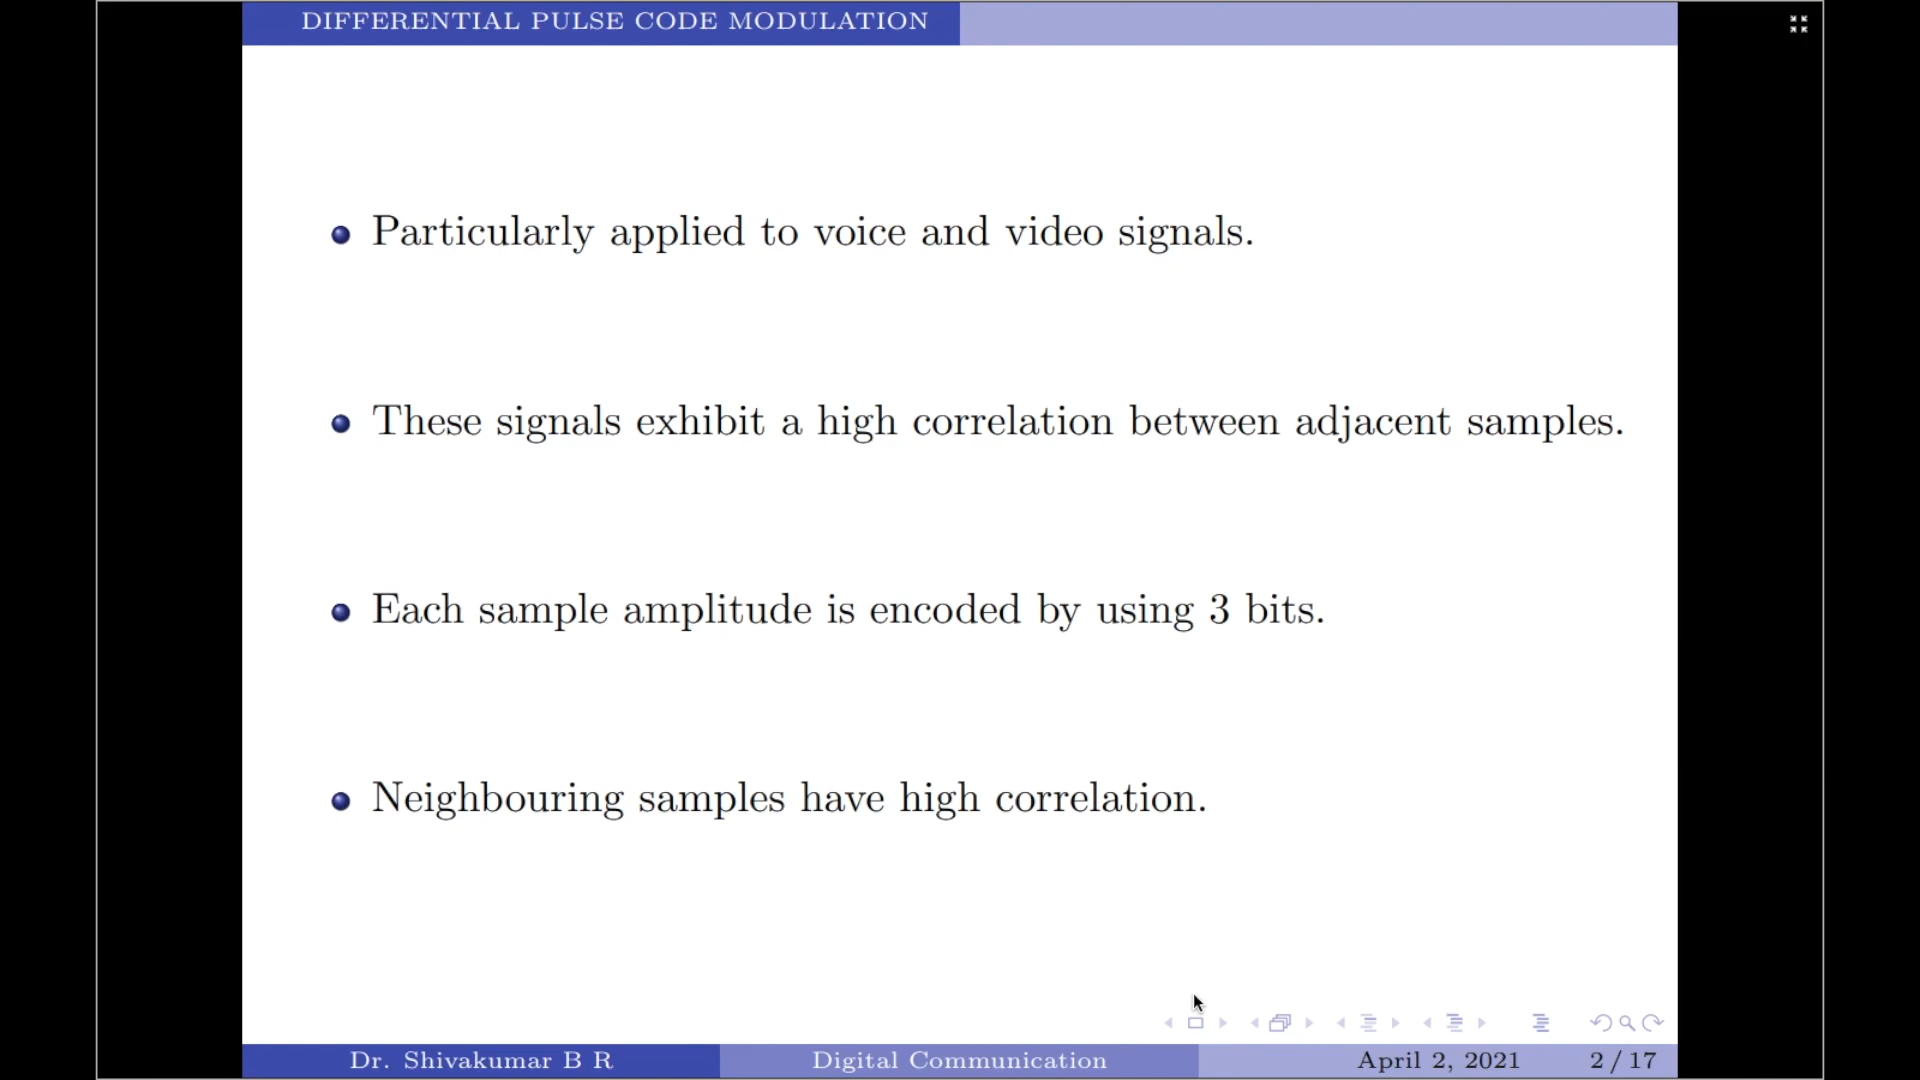 DIFFERENTIAL PULSE CODE MODULATION
Particularly applied to voice and video signals.
These signals exhibit a high correlation between adjacent samples.
Each sample amplitude is encoded by using 3 bits.
Neighbouring samples have high correlation.
Dr. Shivakumar B R
Digital Communication
April 2, 2021
2 / 17